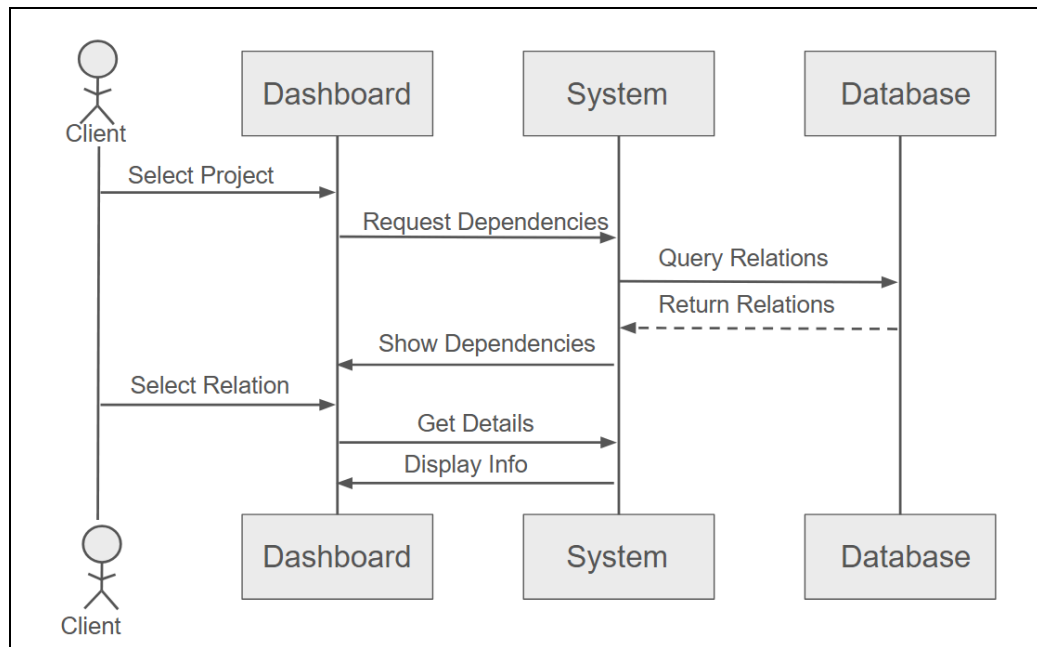 Dashboard
System
Database
Client
Select Project
Request Dependencies
Query Relations
Return Relations
Show Dependencies
Select Relation
Get Details
Display Info
Dashboard
System
Database
Client